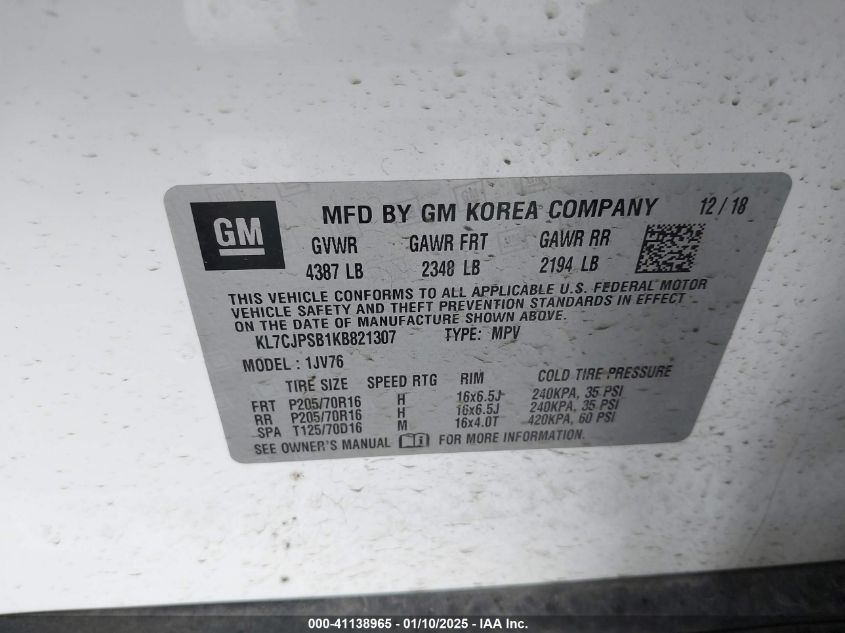 GM
MFD BY GM KOREA COMPANY 12/18
GVWR GAWR FRT GAWR RR
4387 LB 2348 LB 2194 LB
THIS VEHICLE CONFORMS TO ALL APPLICABLE U.S. FEDERAL MOTOR
VEHICLE SAFETY AND THEFT PREVENTION STANDARDS IN EFFECT
ON THE DATE OF MANUFACTURE SHOWN ABOVE.
KL7CJPSB1KB821307 TYPE: MPV
MODEL : 1JV76
TIRE SIZE SPEED RTG RIM COLD TIRE PRESSURE
FRT P205/70R16 H 16x6.5J 240KPA, 35 PSI
RR P205/70R16 H 16x6.5J 240KPA, 35 PSI
SPA T125/70D16 M 16x4.0T 420KPA, 60 PSI
SEE OWNER'S MANUAL FOR MORE INFORMATION.
000-41138965 - 01/10/2025 - IAA Inc.